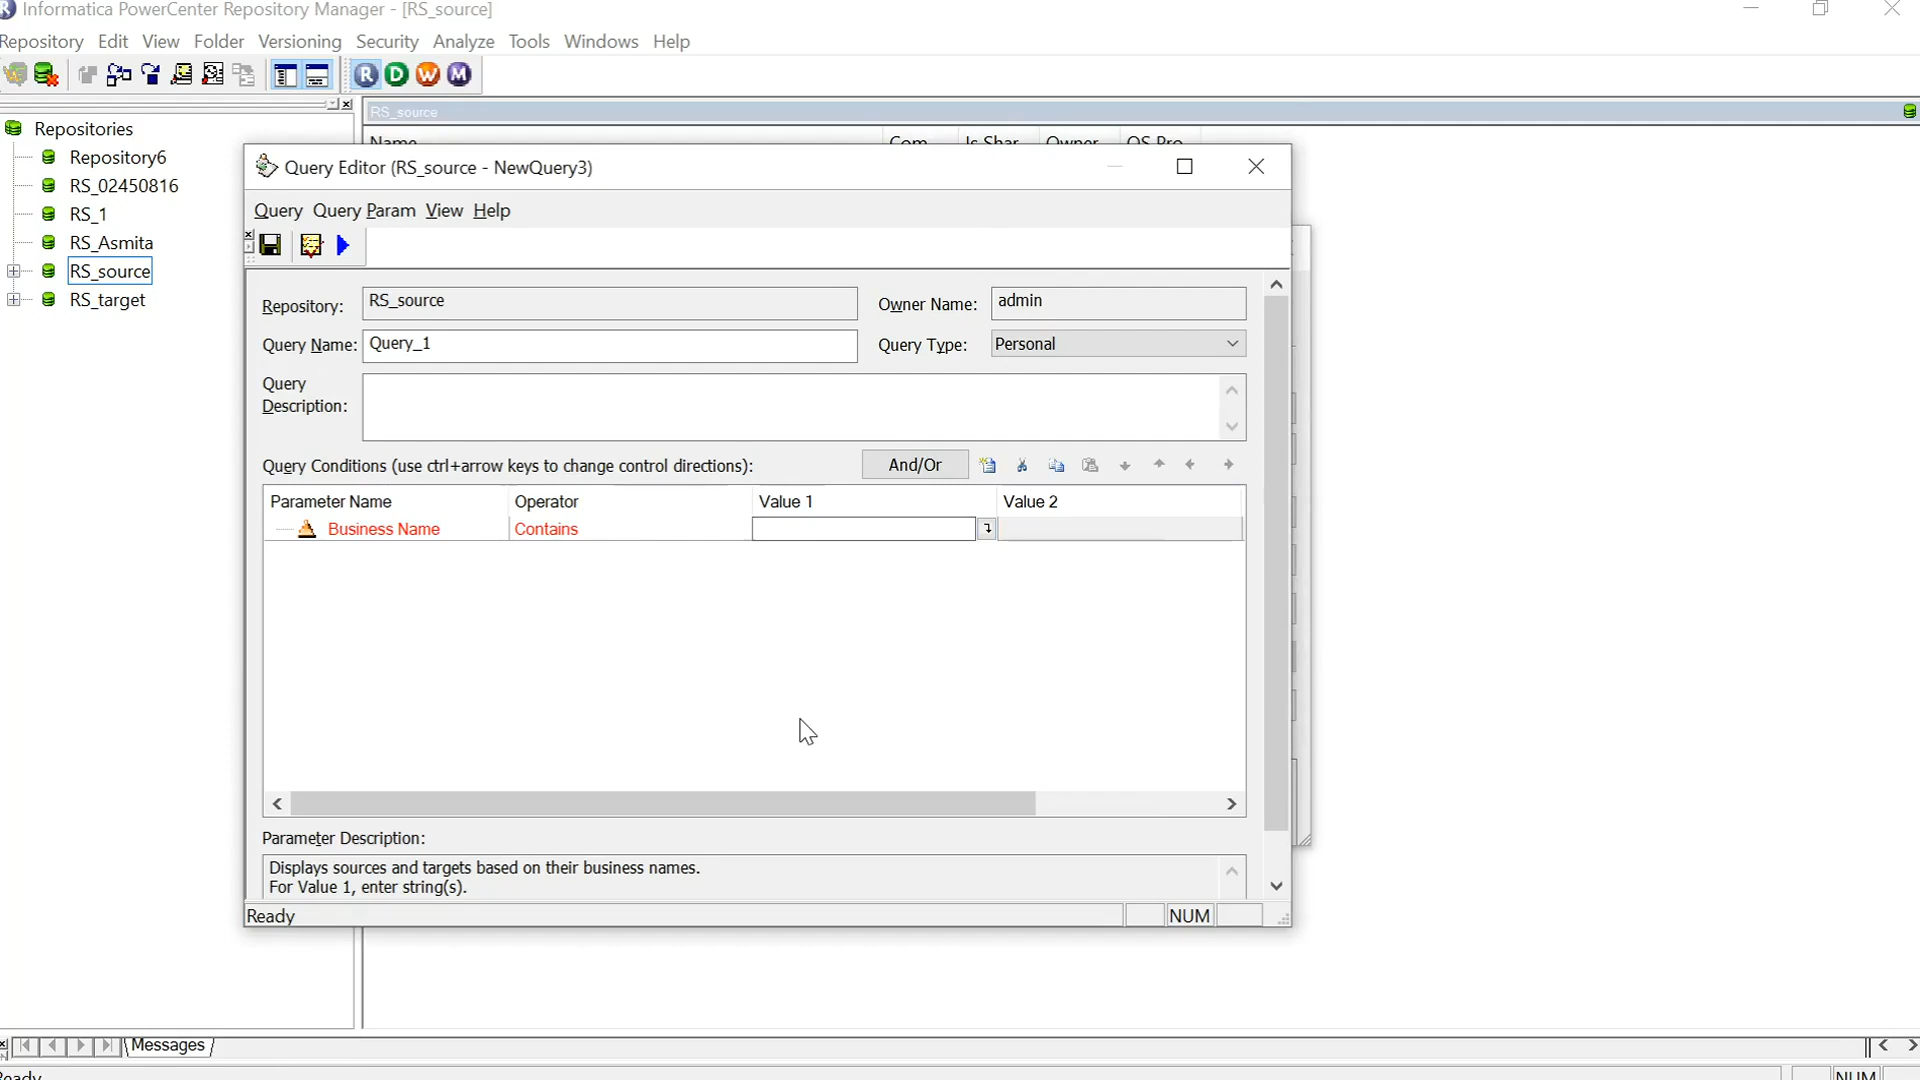 Informatica PowerCenter Repository Manager - [RS_source]
Repository Edit View Folder Versioning Security Analyze Tools Windows Help
R D W M
Repositories
Repository6
RS_02450816
RS_1
RS_Asmita
RS_source
RS_target
RS_source
Name Com... Is Shar... Owner OS Pro...
Query Editor (RS_source - NewQuery3)
Query Query Param View Help
Repository: RS_source Owner Name: admin
Query Name: Query_1 Query Type: Personal
Query
Description:
Query Conditions (use ctrl+arrow keys to change control directions): And/Or
Parameter Name Operator Value 1 Value 2
Business Name Contains
Parameter Description:
Displays sources and targets based on their business names.
For Value 1, enter string(s).
Ready NUM
Messages
Ready NUM